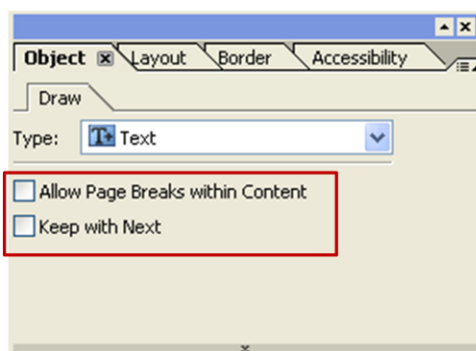 Object Layout Border Accessibility
Draw
Type: Text
Allow Page Breaks within Content
Keep with Next